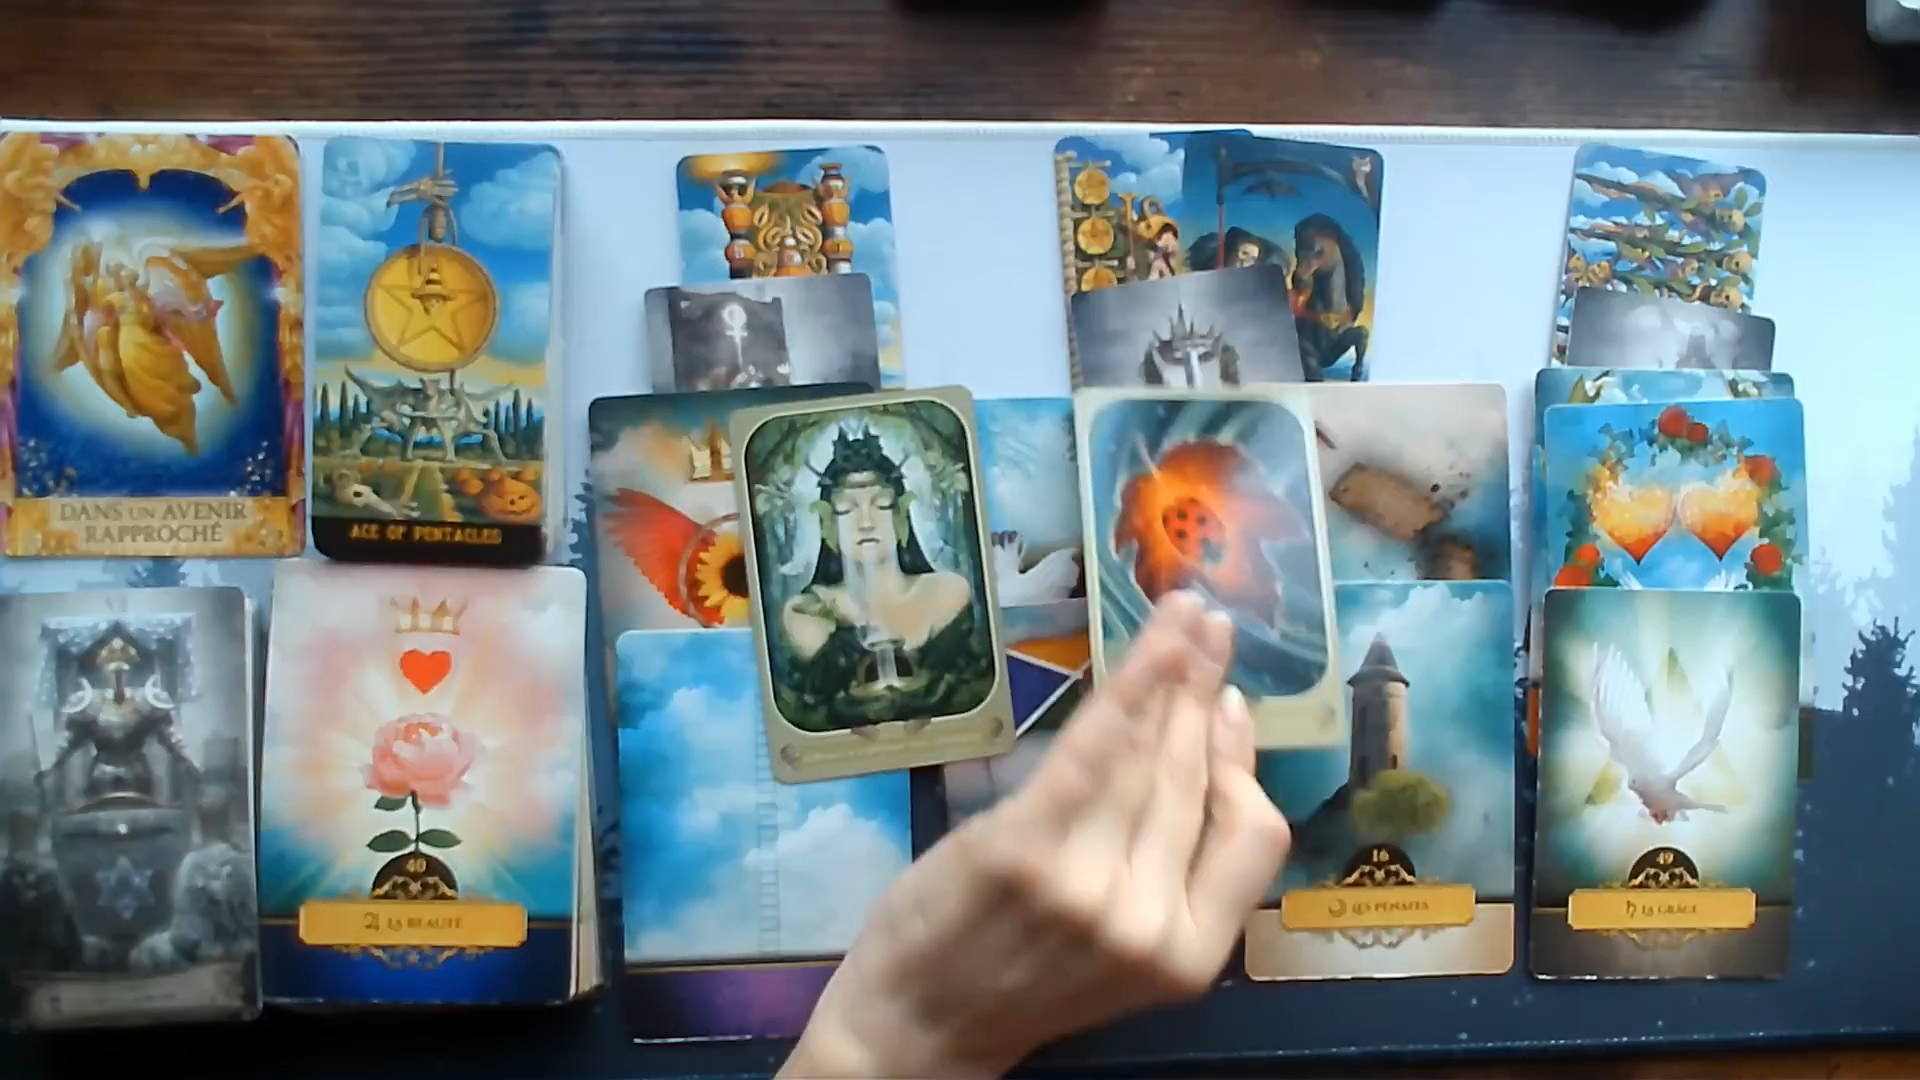 DANS UN AVENIR
RAPPROCHÉ
ACE OF PENTACLES
40
♃ LA BEAUTÉ
16
☽ LES PÉNATES
49
♄ LA GRÂCE